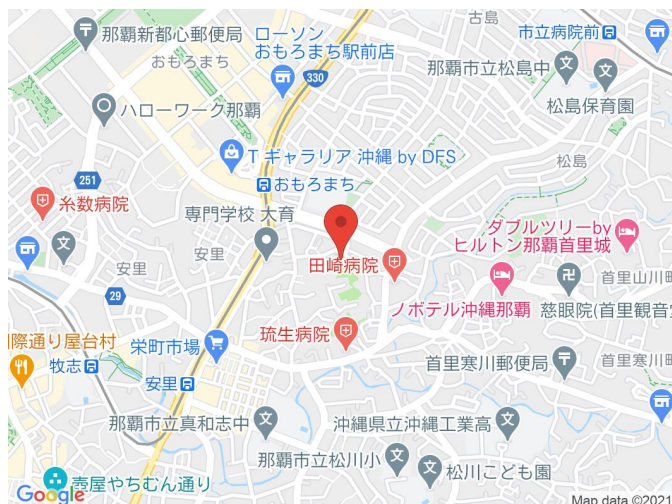 古島
那覇新都心郵便局
ローソン
おもろまち駅前店
市立病院前
おもろまち
330
那覇市立松島中
松島保育園
ハローワーク那覇
T ギャラリア 沖縄 by DFS
松島
251
おもろまち
糸数病院
専門学校 大育
ダブルツリーby
ヒルトン那覇首里城
安里
安里
田崎病院
首里山川町
29
ノボテル沖縄那覇
慈眼院(首里観音堂
国際通り屋台村
栄町市場
琉生病院
首里寒川郵便局
首里寒川町
牧志
安里
那覇市立真和志中
沖縄県立沖縄工業高
那覇市立松川小
松川こども園
壺屋やちむん通り
Google
Map data ©2021